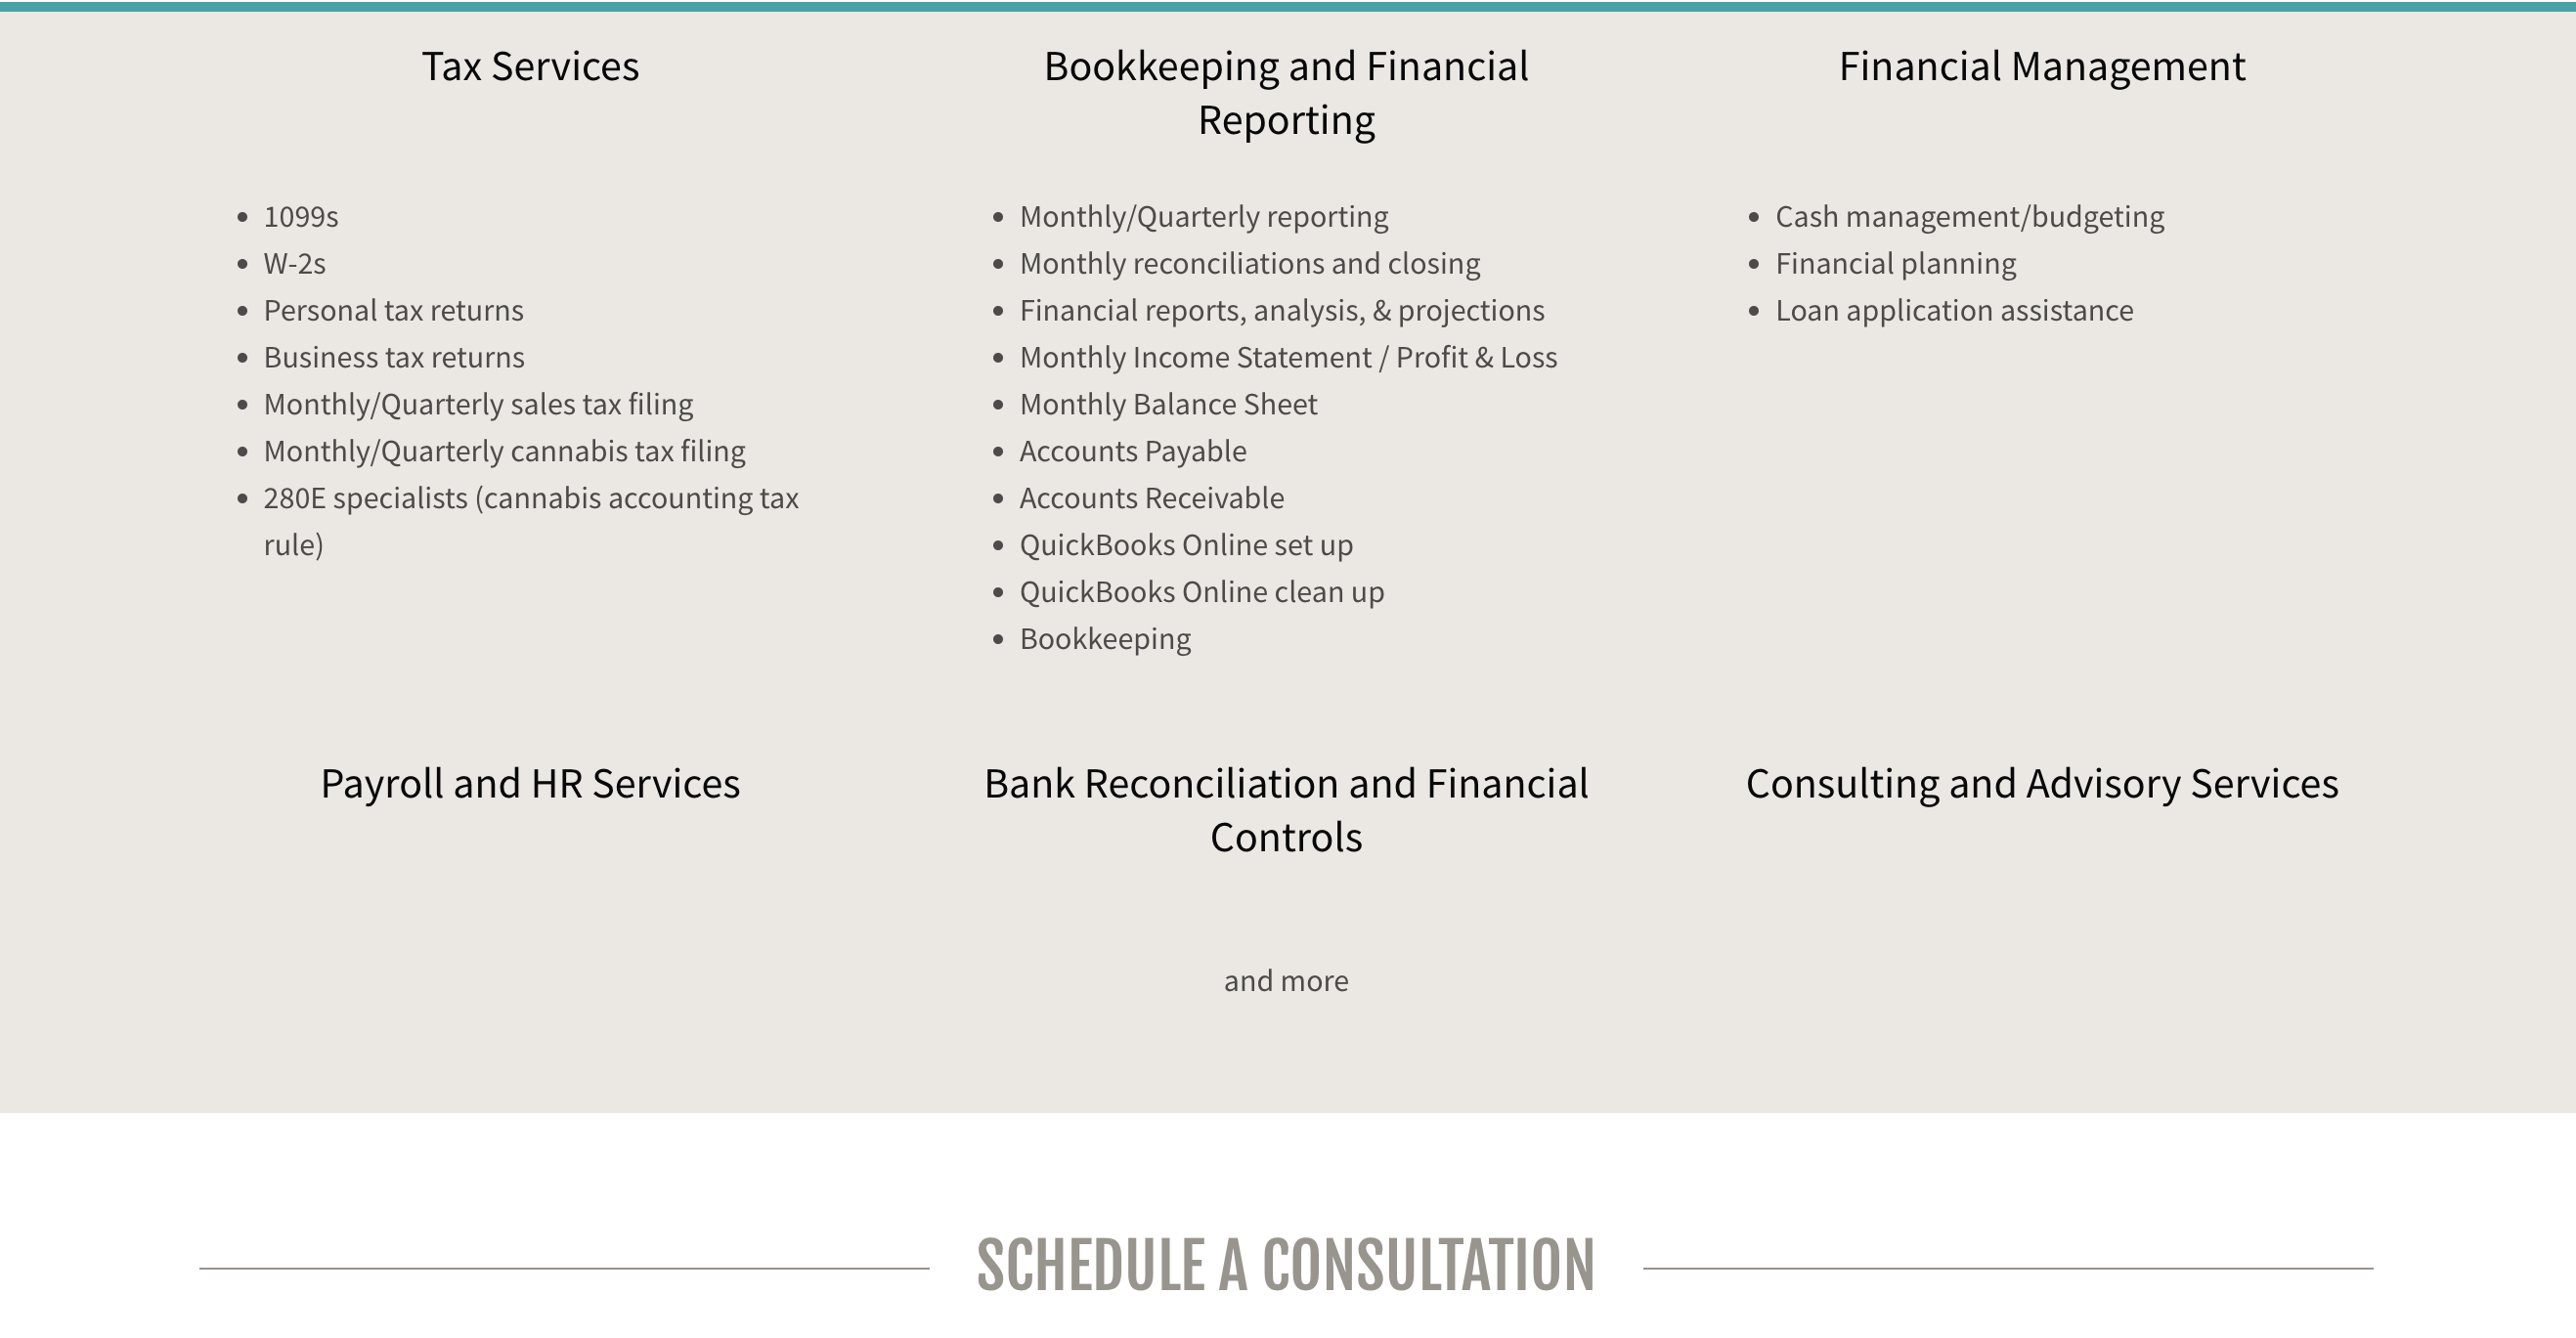 Tax Services
1099s
W-2s
Personal tax returns
Business tax returns
Monthly/Quarterly sales tax filing
Monthly/Quarterly cannabis tax filing
280E specialists (cannabis accounting tax
rule)
Bookkeeping and Financial
Reporting
Monthly/Quarterly reporting
Monthly reconciliations and closing
Financial reports, analysis, & projections
Monthly Income Statement / Profit & Loss
Monthly Balance Sheet
Accounts Payable
Accounts Receivable
QuickBooks Online set up
QuickBooks Online clean up
Bookkeeping
Financial Management
Cash management/budgeting
Financial planning
Loan application assistance
Payroll and HR Services
Bank Reconciliation and Financial
Controls
Consulting and Advisory Services
and more
SCHEDULE A CONSULTATION